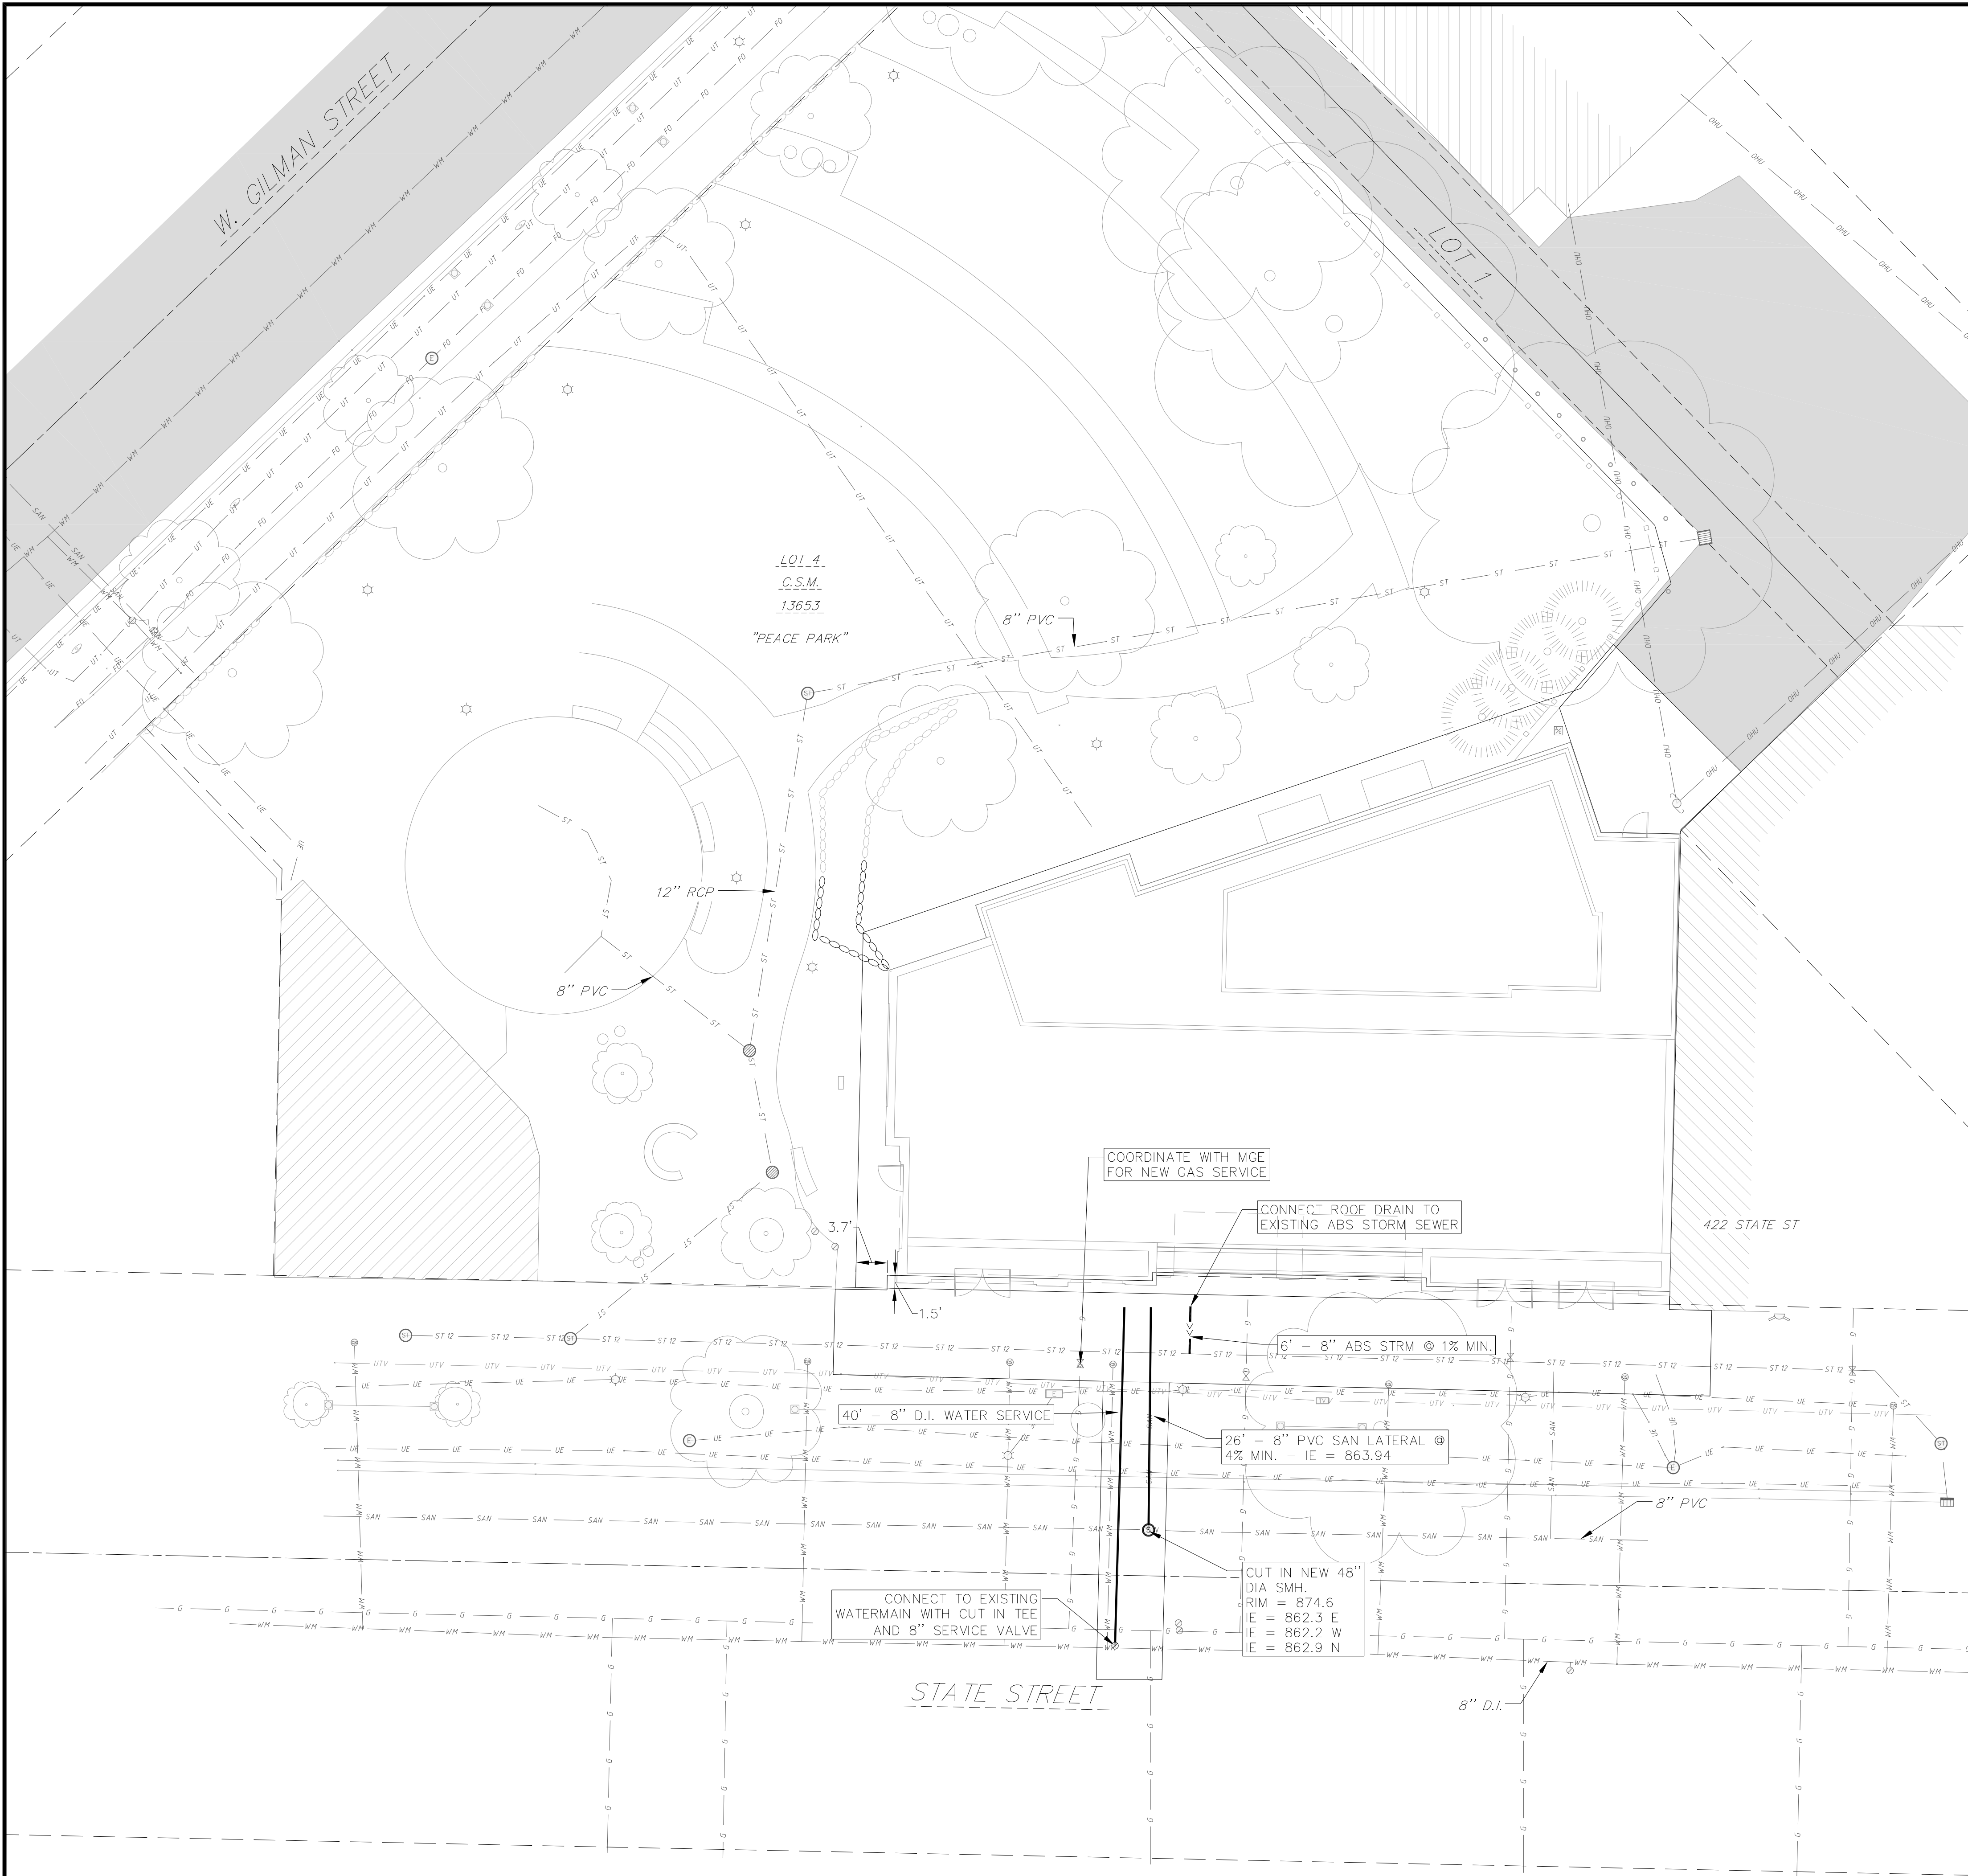 W. GILMAN STREET
LOT 1
LOT 4
C.S.M.
13653
"PEACE PARK"
8'' PVC
12'' RCP
8'' PVC
COORDINATE WITH MGE
FOR NEW GAS SERVICE
CONNECT ROOF DRAIN TO
EXISTING ABS STORM SEWER
422 STATE ST
3.7'
1.5'
6' - 8'' ABS STRM @ 1% MIN.
40' - 8'' D.I. WATER SERVICE
26' - 8'' PVC SAN LATERAL @
4% MIN. - IE = 863.94
8'' PVC
CUT IN NEW 48''
DIA SMH.
RIM = 874.6
IE = 862.3 E
IE = 862.2 W
IE = 862.9 N
CONNECT TO EXISTING
WATERMAIN WITH CUT IN TEE
AND 8'' SERVICE VALVE
STATE STREET
8'' D.I.